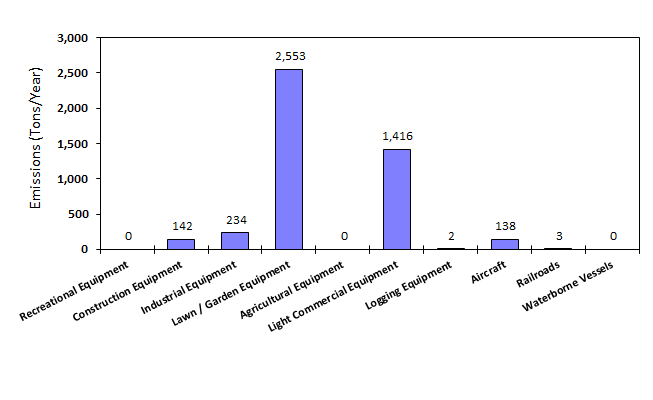 Emissions (Tons/Year)
3,000
2,500
2,000
1,500
1,000
500
0
0
142
234
2,553
0
1,416
2
138
3
0
Recreational Equipment
Construction Equipment
Industrial Equipment
Lawn / Garden Equipment
Agricultural Equipment
Light Commercial Equipment
Logging Equipment
Aircraft
Railroads
Waterborne Vessels